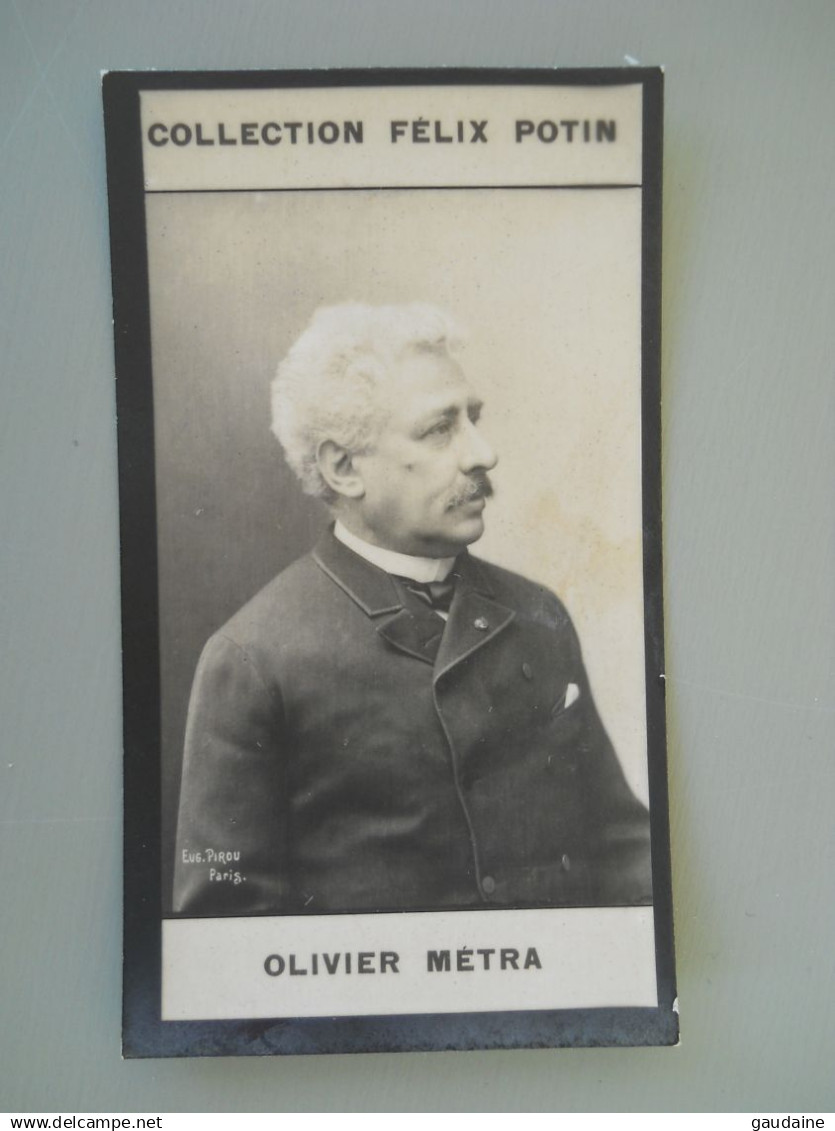 COLLECTION FÉLIX POTIN
EUG. PIROU
Paris.
OLIVIER MÉTRA
www.delcampe.net
gaudaine